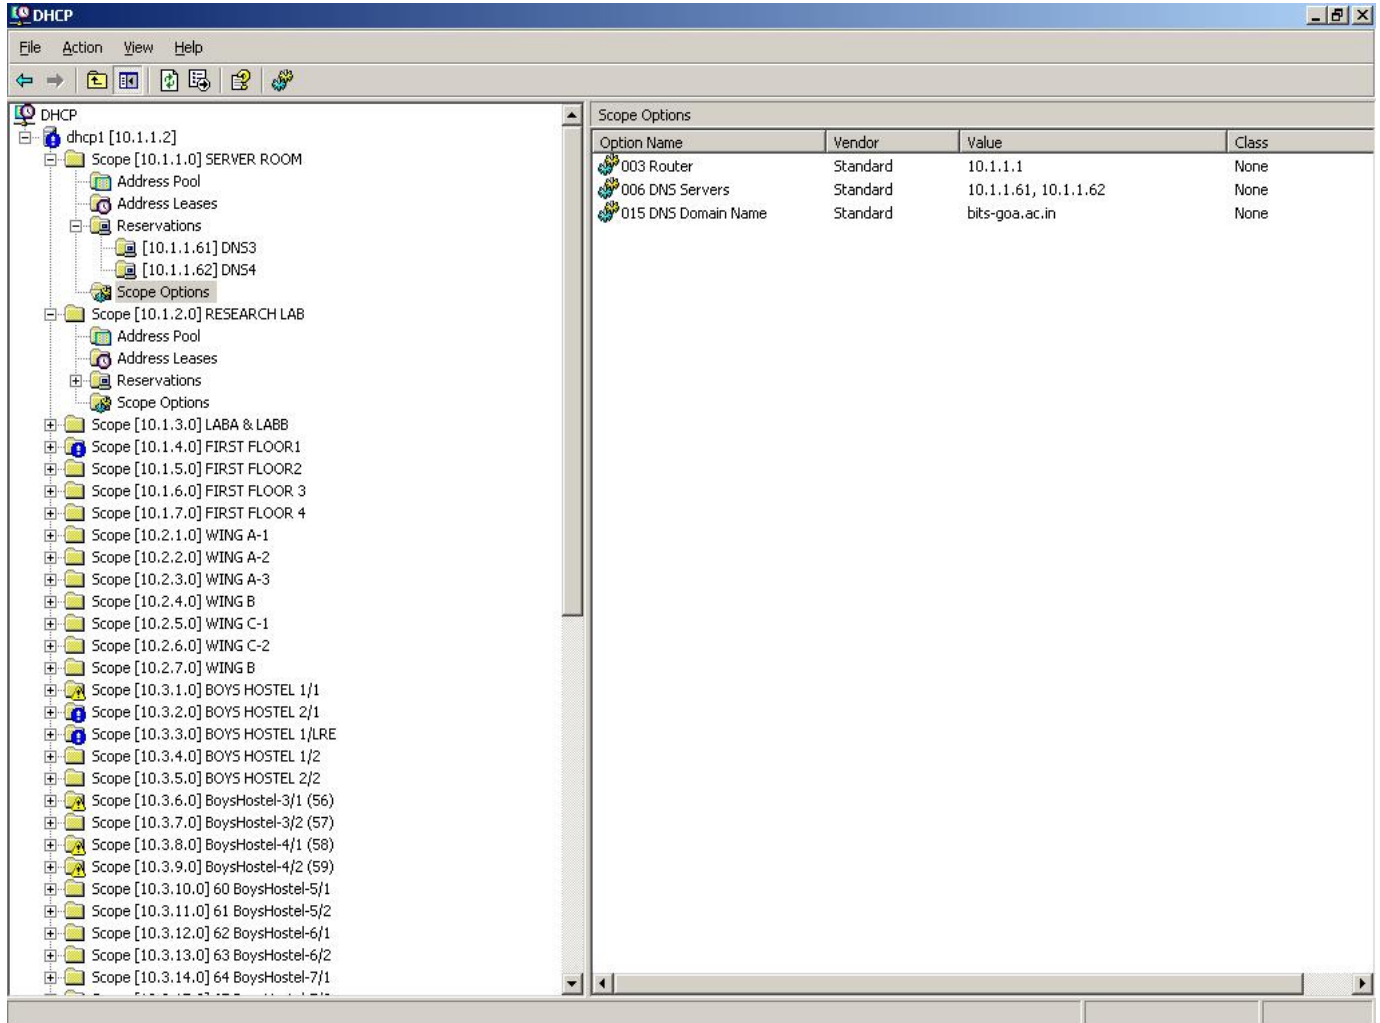 DHCP
File Action View Help
DHCP
dhcp1 [10.1.1.2]
Scope [10.1.1.0] SERVER ROOM
Address Pool
Address Leases
Reservations
[10.1.1.61] DNS3
[10.1.1.62] DNS4
Scope Options
Scope [10.1.2.0] RESEARCH LAB
Address Pool
Address Leases
Reservations
Scope Options
Scope [10.1.3.0] LABA & LABB
Scope [10.1.4.0] FIRST FLOOR1
Scope [10.1.5.0] FIRST FLOOR2
Scope [10.1.6.0] FIRST FLOOR 3
Scope [10.1.7.0] FIRST FLOOR 4
Scope [10.2.1.0] WING A-1
Scope [10.2.2.0] WING A-2
Scope [10.2.3.0] WING A-3
Scope [10.2.4.0] WING B
Scope [10.2.5.0] WING C-1
Scope [10.2.6.0] WING C-2
Scope [10.2.7.0] WING B
Scope [10.3.1.0] BOYS HOSTEL 1/1
Scope [10.3.2.0] BOYS HOSTEL 2/1
Scope [10.3.3.0] BOYS HOSTEL 1/LRE
Scope [10.3.4.0] BOYS HOSTEL 1/2
Scope [10.3.5.0] BOYS HOSTEL 2/2
Scope [10.3.6.0] BoysHostel-3/1 (56)
Scope [10.3.7.0] BoysHostel-3/2 (57)
Scope [10.3.8.0] BoysHostel-4/1 (58)
Scope [10.3.9.0] BoysHostel-4/2 (59)
Scope [10.3.10.0] 60 BoysHostel-5/1
Scope [10.3.11.0] 61 BoysHostel-5/2
Scope [10.3.12.0] 62 BoysHostel-6/1
Scope [10.3.13.0] 63 BoysHostel-6/2
Scope [10.3.14.0] 64 BoysHostel-7/1
Scope Options
Option Name Vendor Value Class
003 Router Standard 10.1.1.1 None
006 DNS Servers Standard 10.1.1.61, 10.1.1.62 None
015 DNS Domain Name Standard bits-goa.ac.in None